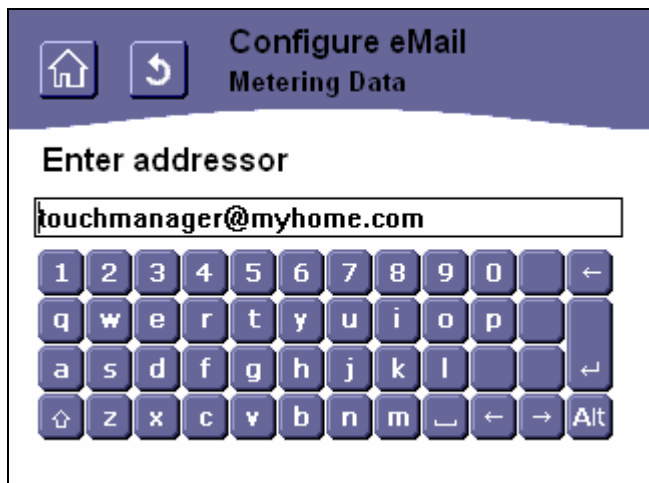 Configure eMail
Metering Data
Enter addressor
touchmanager@myhome.com
1 2 3 4 5 6 7 8 9 0 ←
q w e r t y u i o p
a s d f g h j k l ↵
⇧ z x c v b n m ⎵ ← → Alt